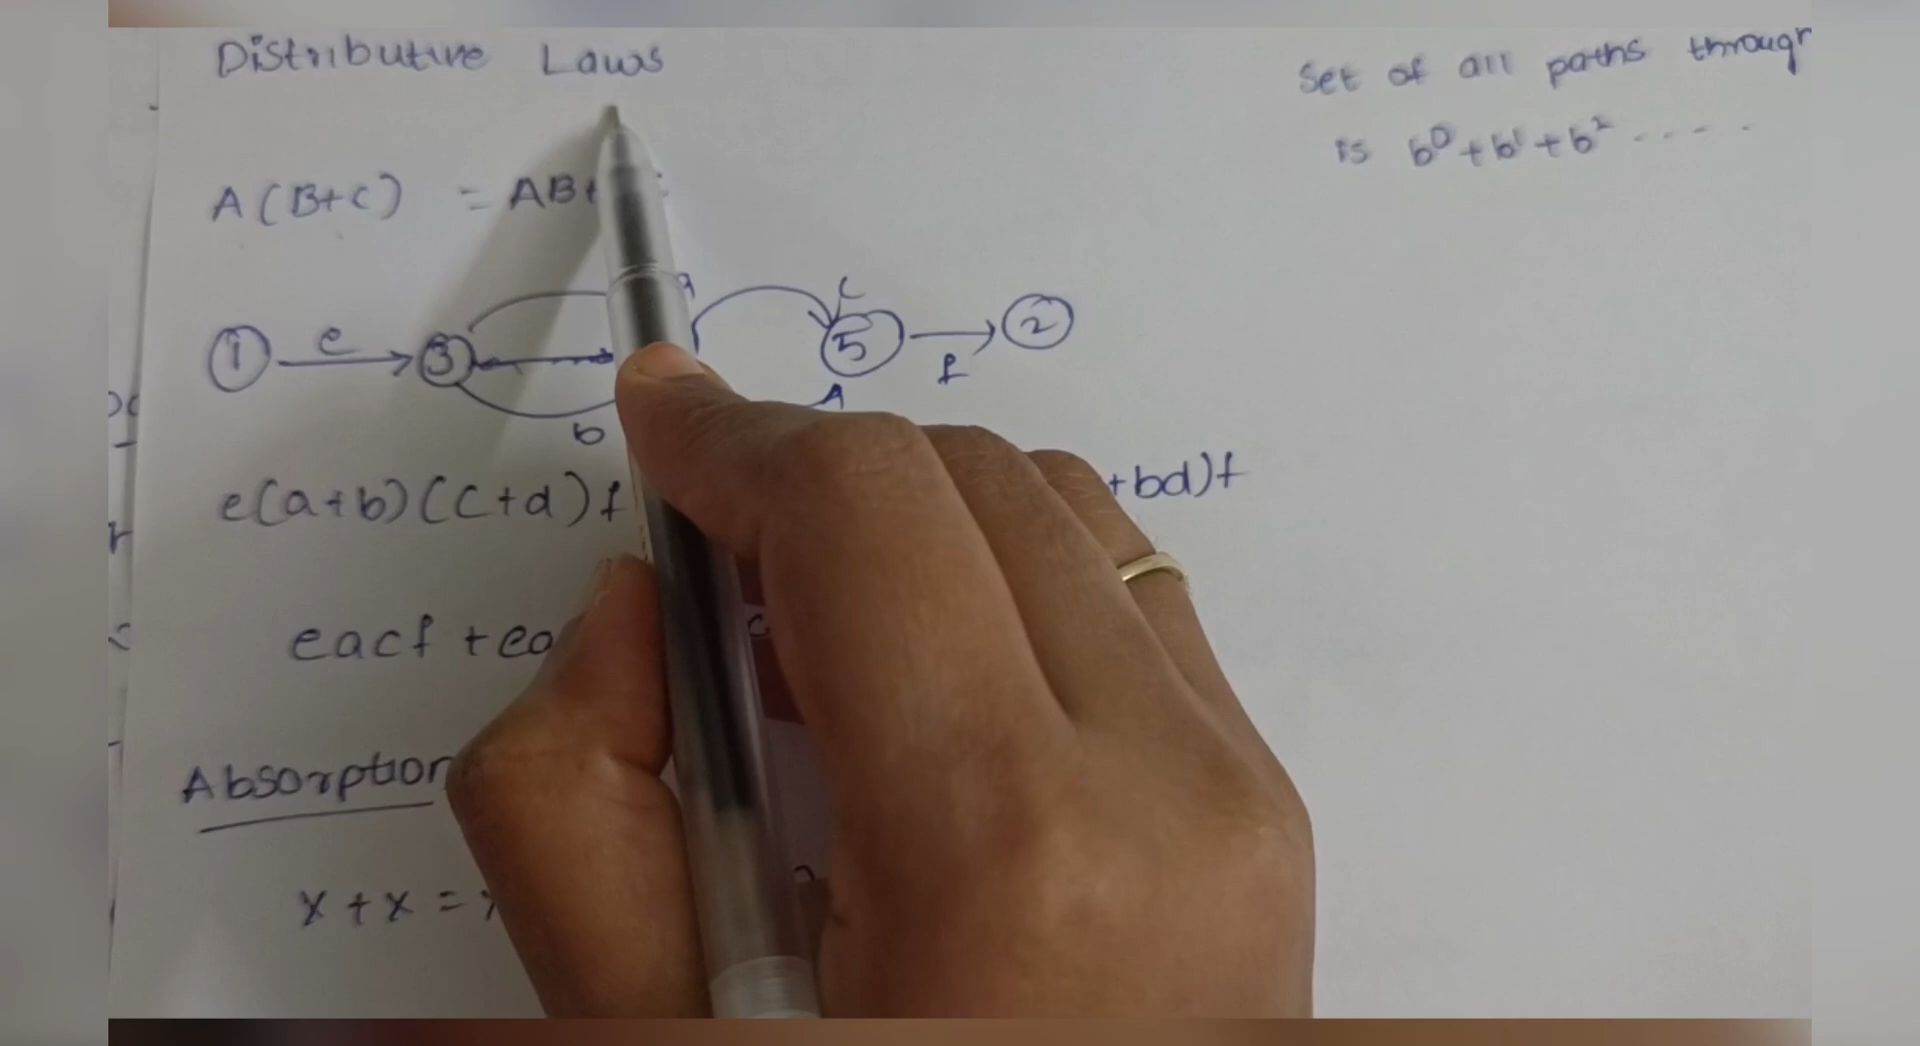 Distributive Laws
A(B+C) = AB+
1 e 3 b c 5 f 2
e(a+b)(c+d)f +bd)f
eacf + ea
Absorption
x + x =
Set of all paths through
is b⁰ + b¹ + b² - - - -